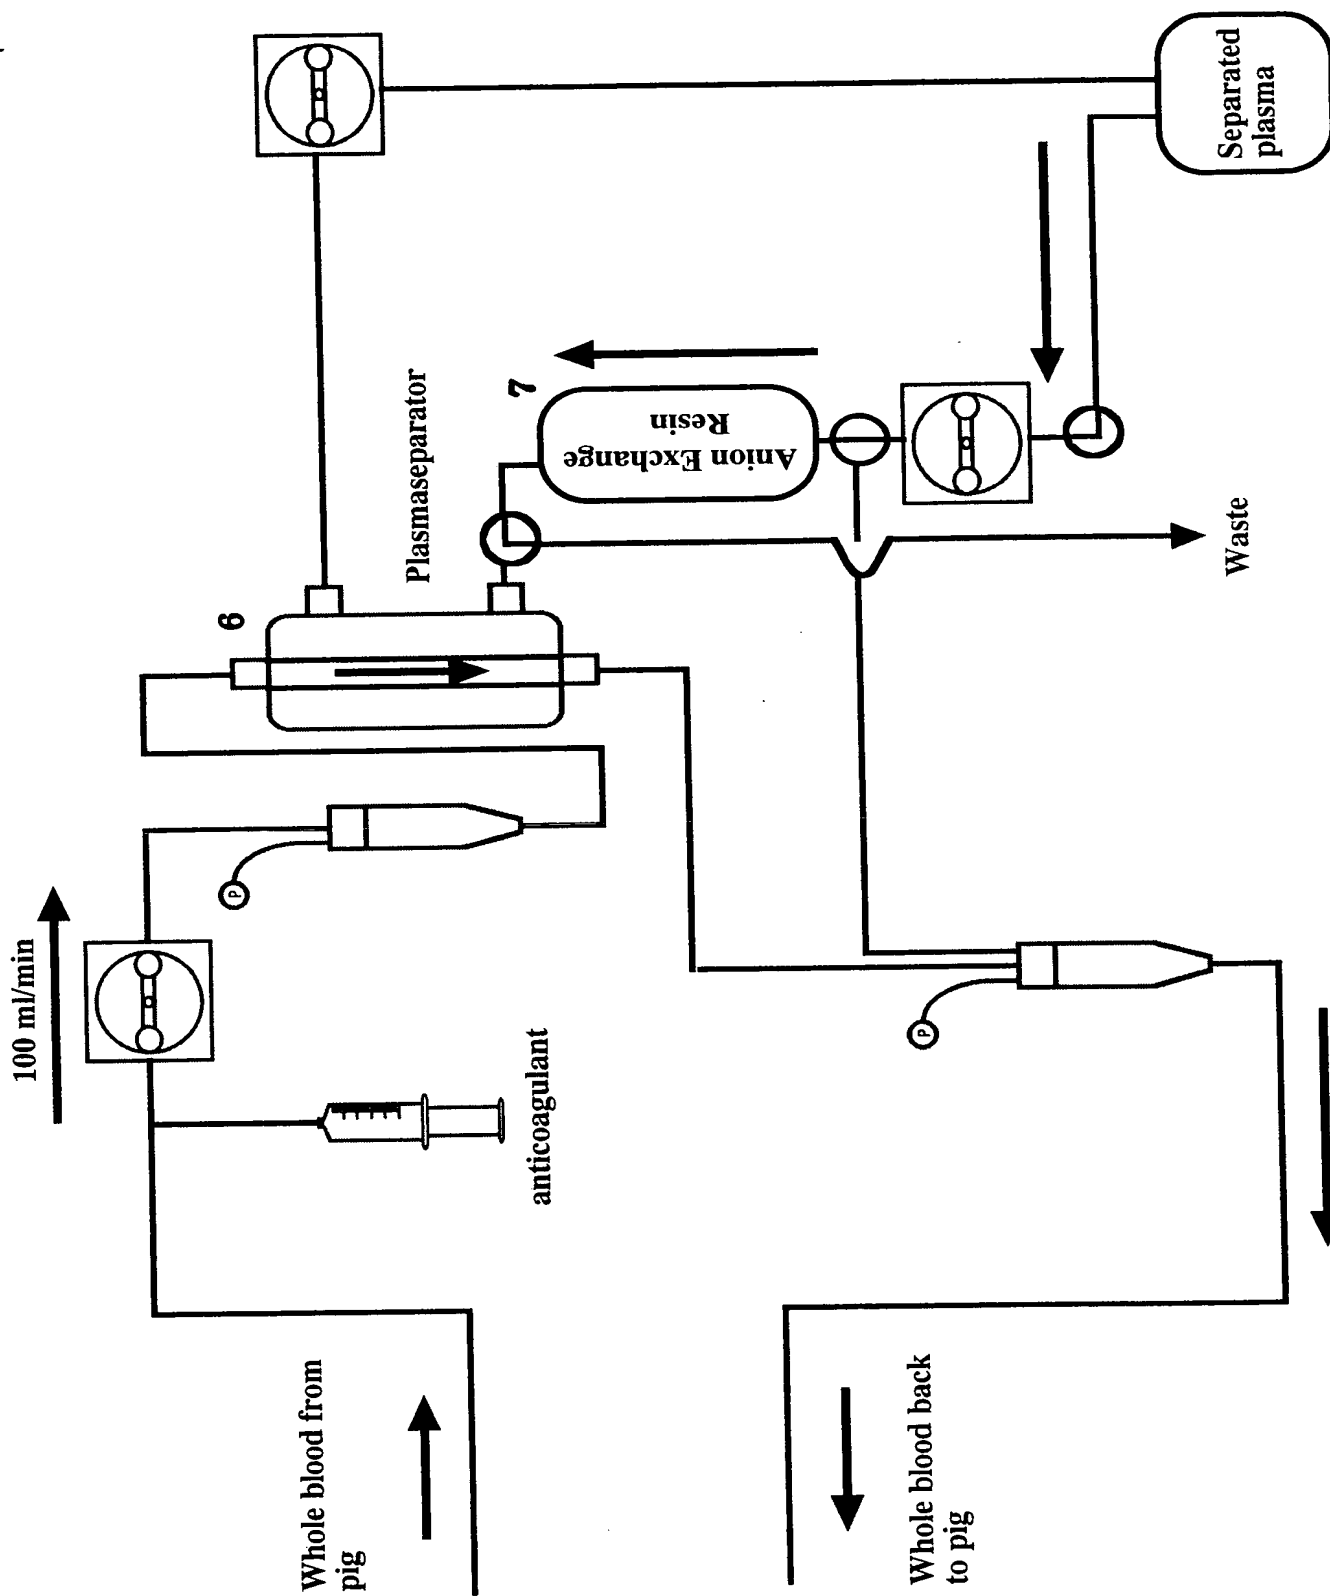 100 ml/min
Whole blood from
pig
anticoagulant
P
6
Plasmaseparator
7
Anion Exchange
Resin
Separated
plasma
Waste
P
Whole blood back
to pig